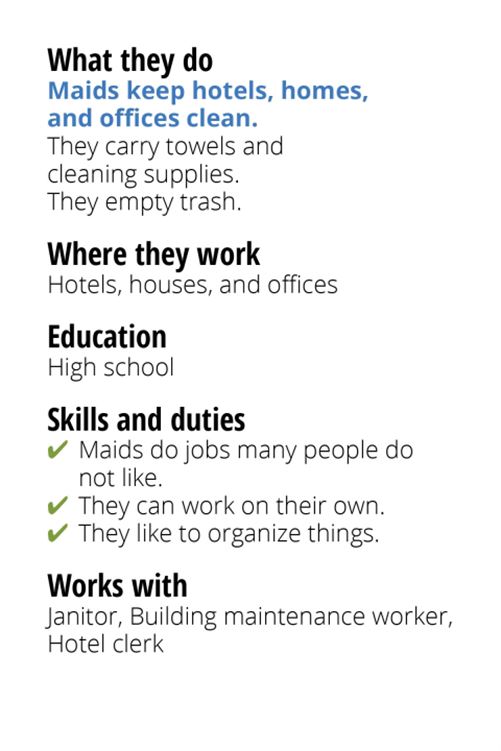 What they do
Maids keep hotels, homes,
and offices clean.
They carry towels and
cleaning supplies.
They empty trash.
Where they work
Hotels, houses, and offices
Education
High school
Skills and duties
✔ Maids do jobs many people do
not like.
✔ They can work on their own.
✔ They like to organize things.
Works with
Janitor, Building maintenance worker,
Hotel clerk